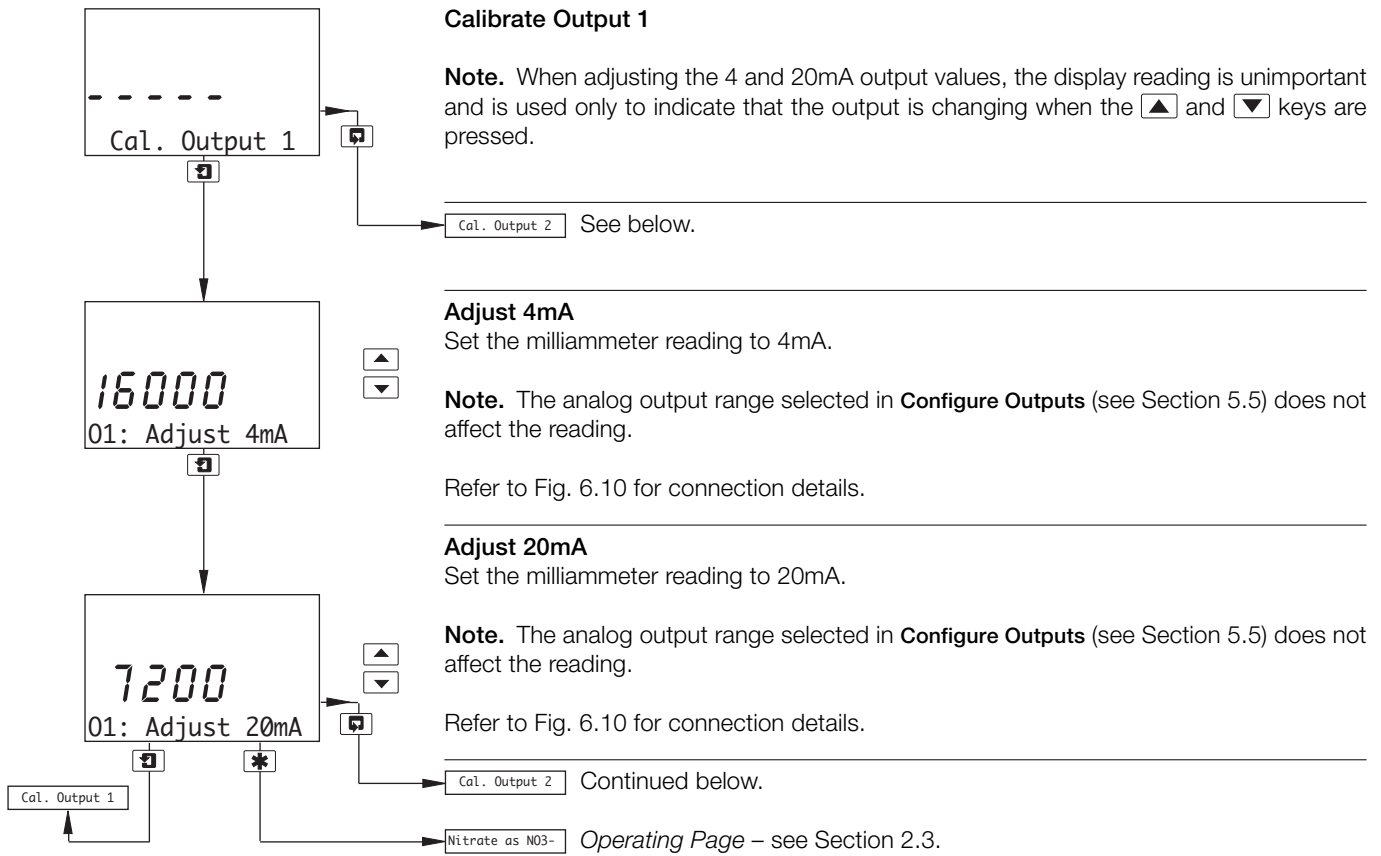 Calibrate Output 1
Note. When adjusting the 4 and 20mA output values, the display reading is unimportant
and is used only to indicate that the output is changing when the ▲ and ▼ keys are
pressed.
- - - - -
Cal. Output 1
Cal. Output 2 See below.
Adjust 4mA
Set the milliammeter reading to 4mA.
Note. The analog output range selected in Configure Outputs (see Section 5.5) does not
affect the reading.
Refer to Fig. 6.10 for connection details.
16000
O1: Adjust 4mA
Adjust 20mA
Set the milliammeter reading to 20mA.
Note. The analog output range selected in Configure Outputs (see Section 5.5) does not
affect the reading.
Refer to Fig. 6.10 for connection details.
7200
O1: Adjust 20mA
Cal. Output 2 Continued below.
Cal. Output 1
Nitrate as NO3- Operating Page – see Section 2.3.